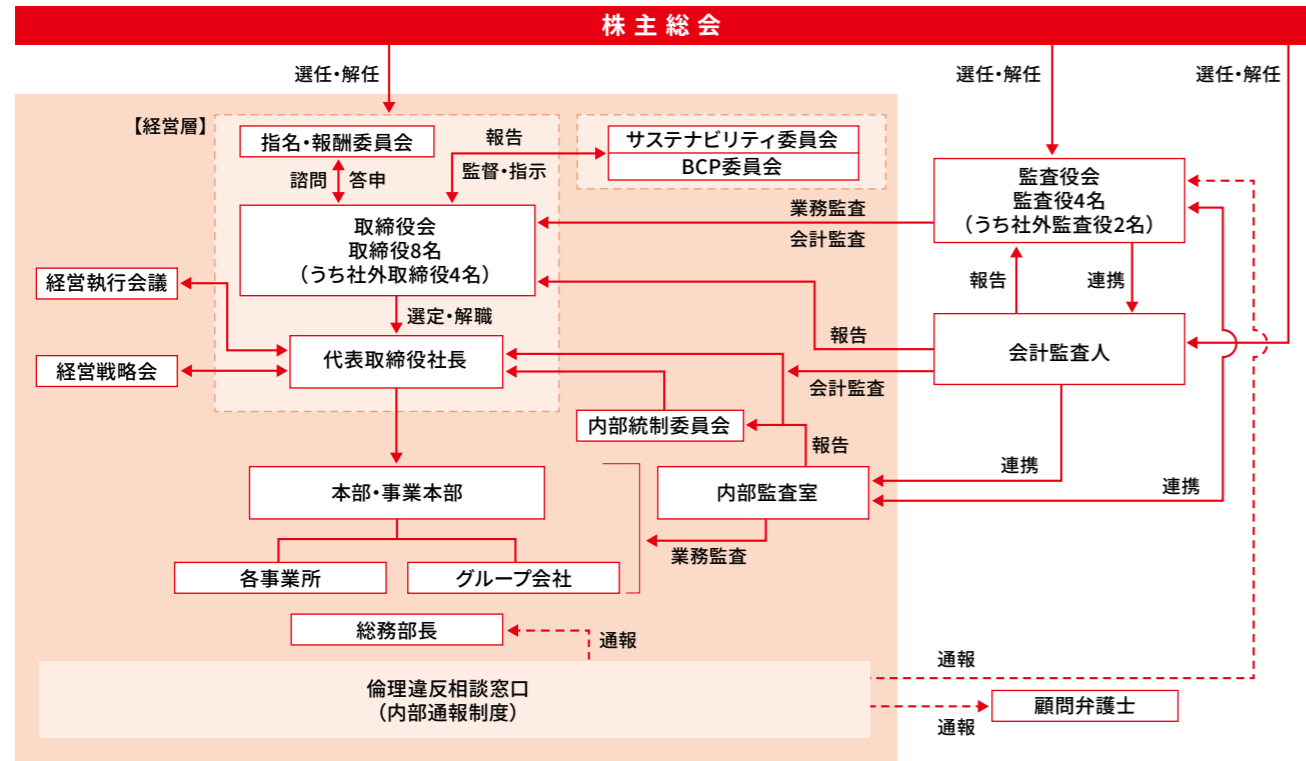 株主総会
選任・解任
選任・解任
選任・解任
【経営層】
指名・報酬委員会
報告
監督・指示
サステナビリティ委員会
BCP委員会
諮問
答申
監査役会
監査役4名
（うち社外監査役2名）
業務監査
会計監査
取締役会
取締役8名
（うち社外取締役4名）
経営執行会議
報告
連携
選定・解職
報告
会計監査人
代表取締役社長
経営戦略会
会計監査
内部統制委員会
報告
連携
連携
本部・事業本部
内部監査室
業務監査
各事業所
グループ会社
総務部長
通報
通報
倫理違反相談窓口
（内部通報制度）
顧問弁護士
通報